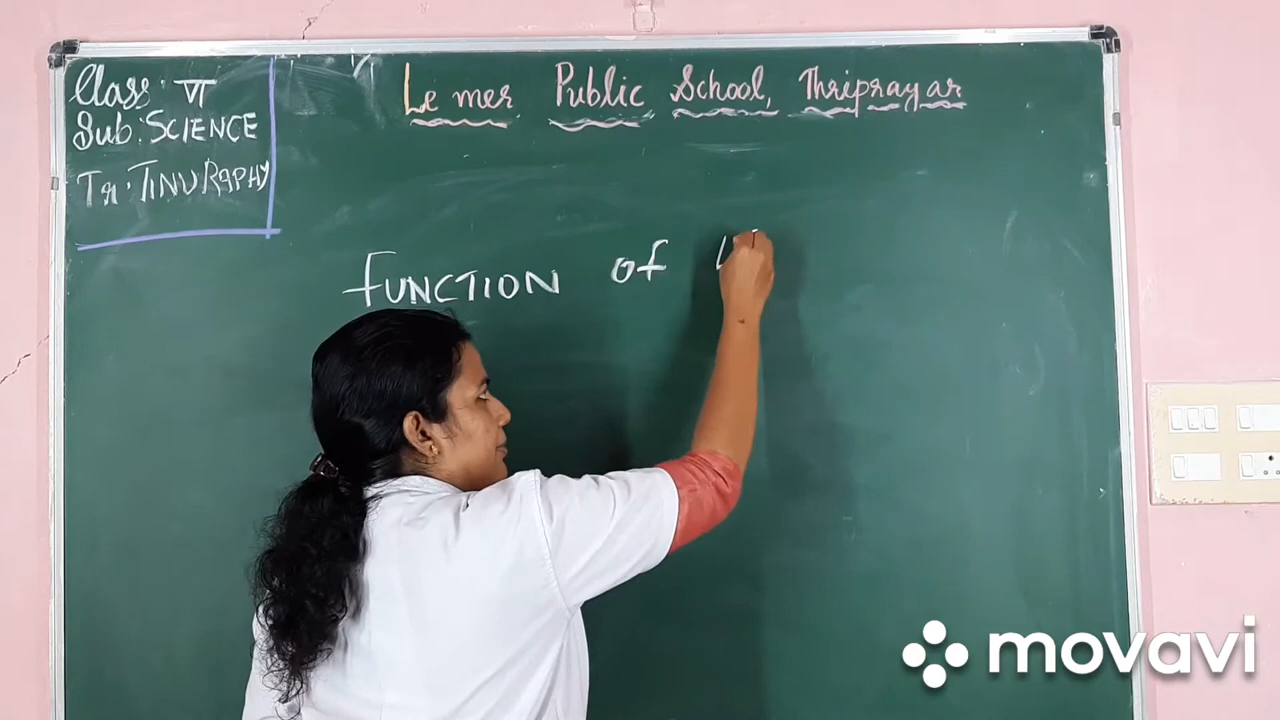 Class: VI
Sub: SCIENCE
Tr: TINU RAPHY
Le mer Public School, Thriprayar
FUNCTION of
movavi